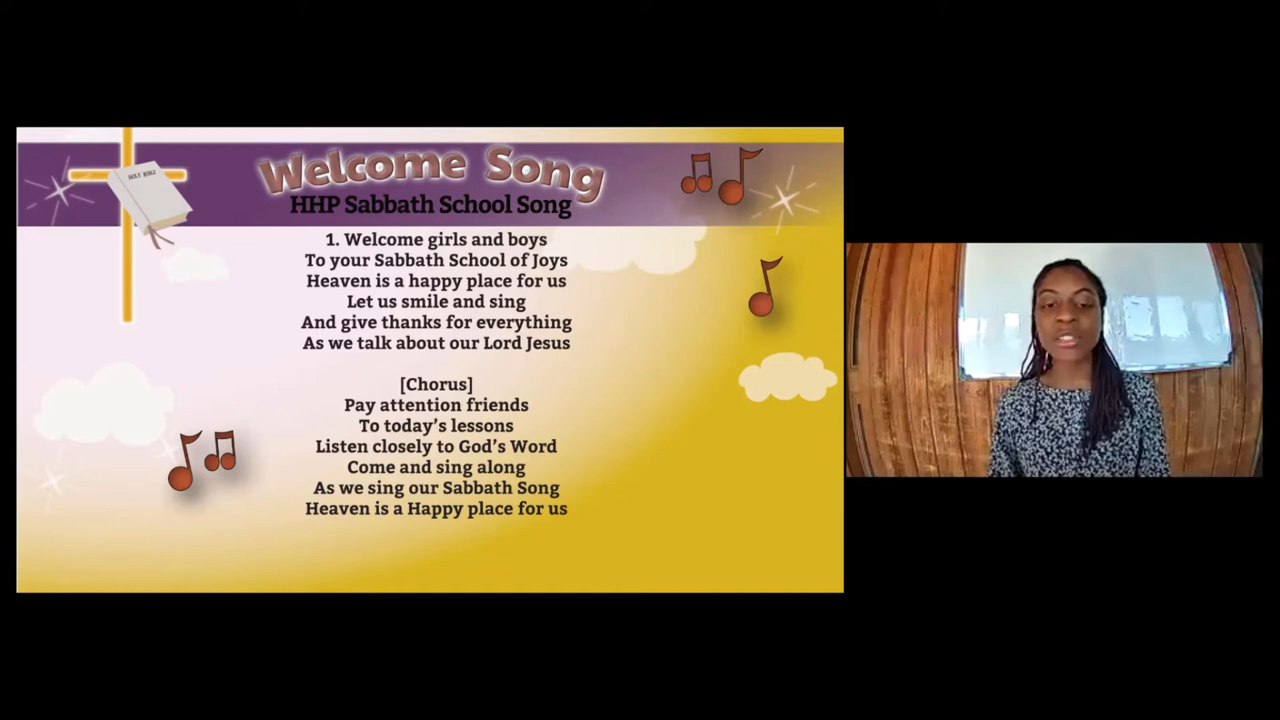 Welcome Song
HHP Sabbath School Song
HOLY BIBLE
1. Welcome girls and boys
To your Sabbath School of Joys
Heaven is a happy place for us
Let us smile and sing
And give thanks for everything
As we talk about our Lord Jesus
[Chorus]
Pay attention friends
To today’s lessons
Listen closely to God’s Word
Come and sing along
As we sing our Sabbath Song
Heaven is a Happy place for us